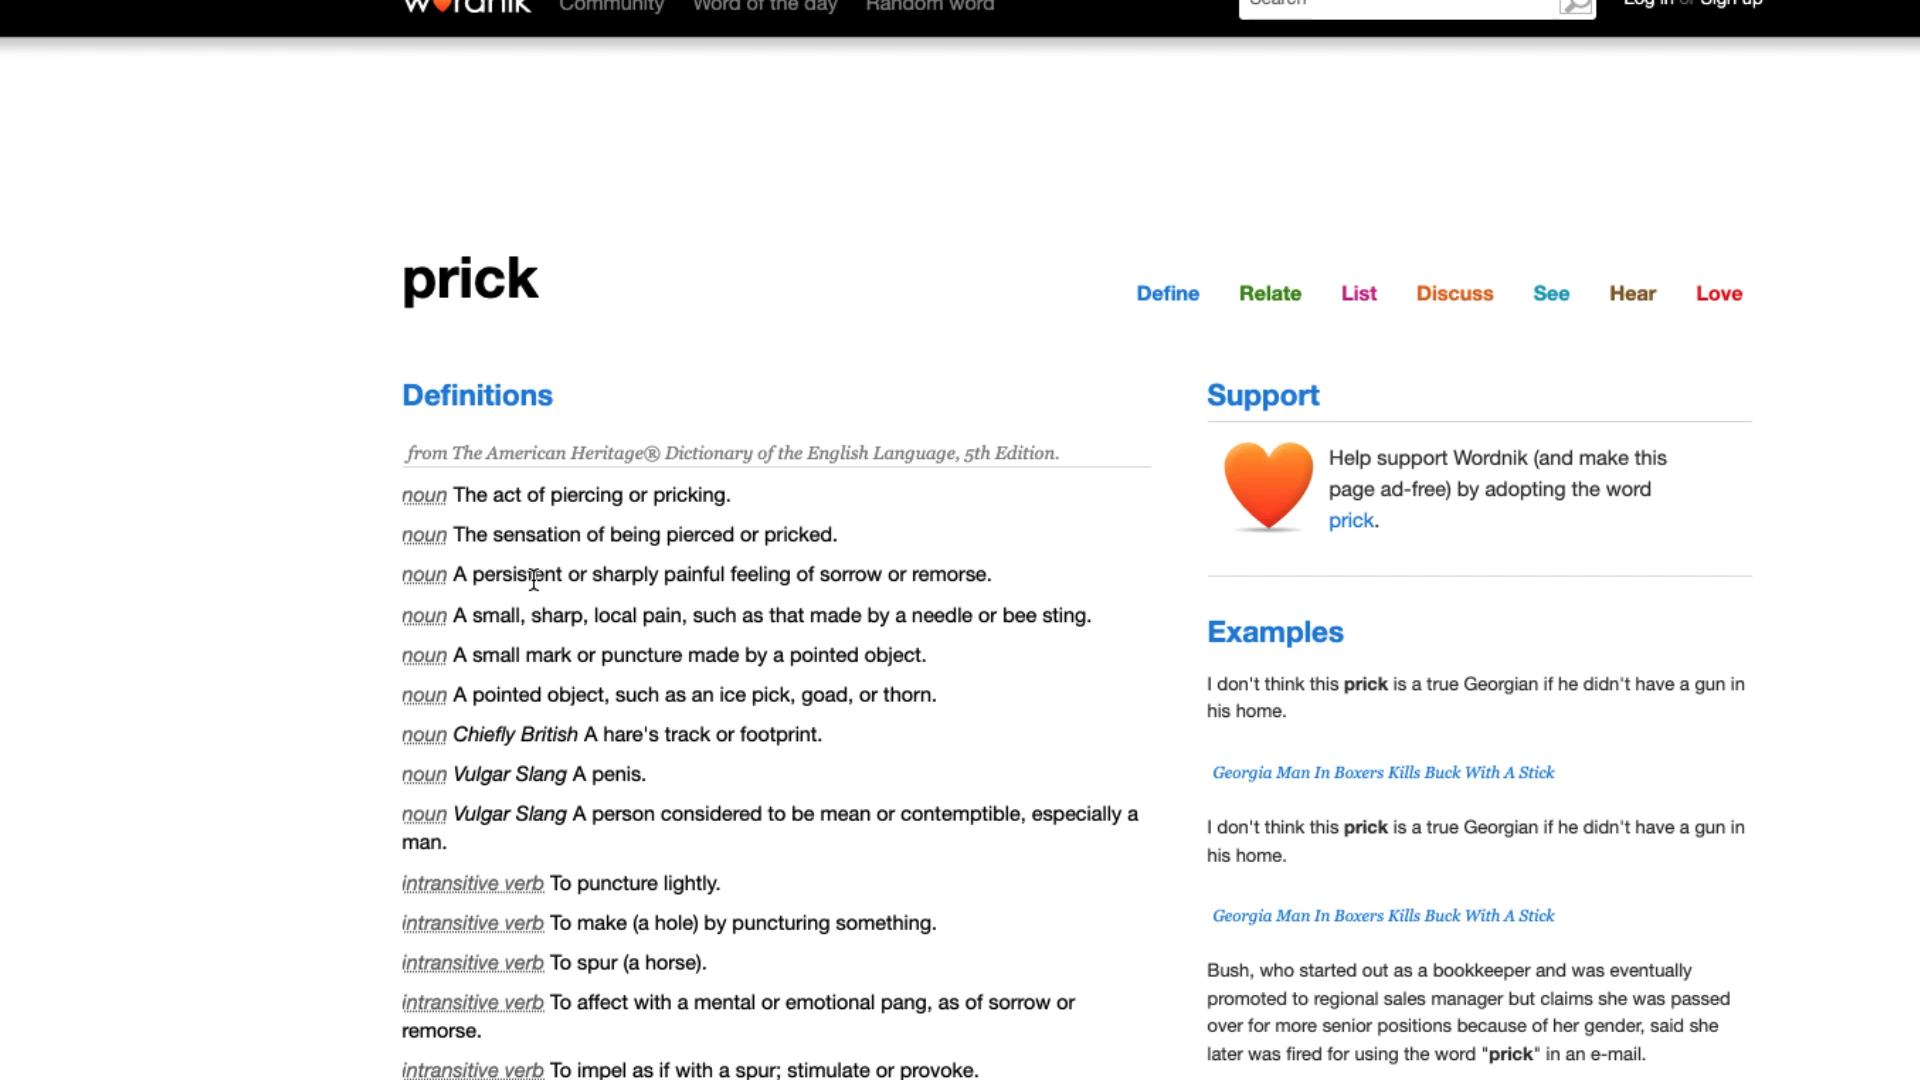 wordnik Community Word of the day Random word Search Log in or Sign up
prick
Define Relate List Discuss See Hear Love
Definitions
from The American Heritage® Dictionary of the English Language, 5th Edition.
noun The act of piercing or pricking.
noun The sensation of being pierced or pricked.
noun A persistent or sharply painful feeling of sorrow or remorse.
noun A small, sharp, local pain, such as that made by a needle or bee sting.
noun A small mark or puncture made by a pointed object.
noun A pointed object, such as an ice pick, goad, or thorn.
noun Chiefly British A hare's track or footprint.
noun Vulgar Slang A penis.
noun Vulgar Slang A person considered to be mean or contemptible, especially a
man.
intransitive verb To puncture lightly.
intransitive verb To make (a hole) by puncturing something.
intransitive verb To spur (a horse).
intransitive verb To affect with a mental or emotional pang, as of sorrow or
remorse.
intransitive verb To impel as if with a spur; stimulate or provoke.
Support
Help support Wordnik (and make this
page ad-free) by adopting the word
prick.
Examples
I don't think this prick is a true Georgian if he didn't have a gun in
his home.
Georgia Man In Boxers Kills Buck With A Stick
I don't think this prick is a true Georgian if he didn't have a gun in
his home.
Georgia Man In Boxers Kills Buck With A Stick
Bush, who started out as a bookkeeper and was eventually
promoted to regional sales manager but claims she was passed
over for more senior positions because of her gender, said she
later was fired for using the word "prick" in an e-mail.